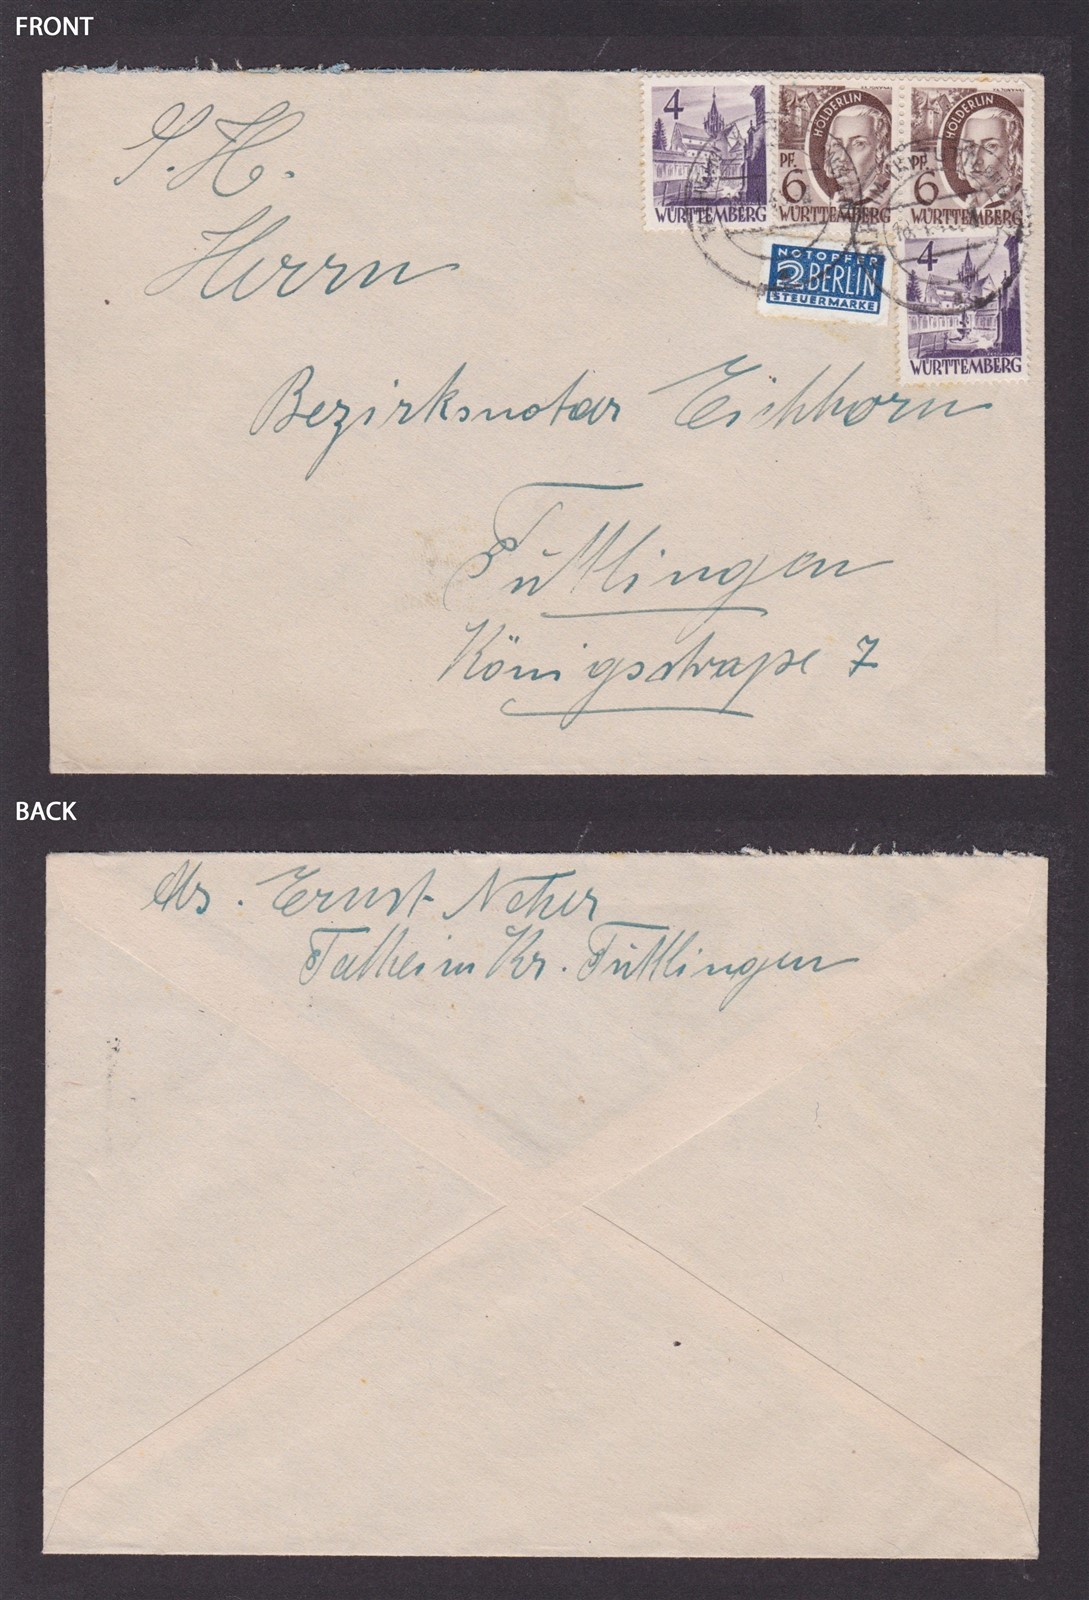 FRONT
4
WÜRTTEMBERG
HÖLDERLIN
PF.
6
WÜRTTEMBERG
HÖLDERLIN
PF.
6
WÜRTTEMBERG
NOTOPFER
2 BERLIN
STEUERMARKE
4
WÜRTTEMBERG
S. H.
Herrn
Bezirksnotar Eichhorn
Tuttlingen
Königstraße 7
BACK
Abs. Ernst Neher
Talheim Kr. Tuttlingen